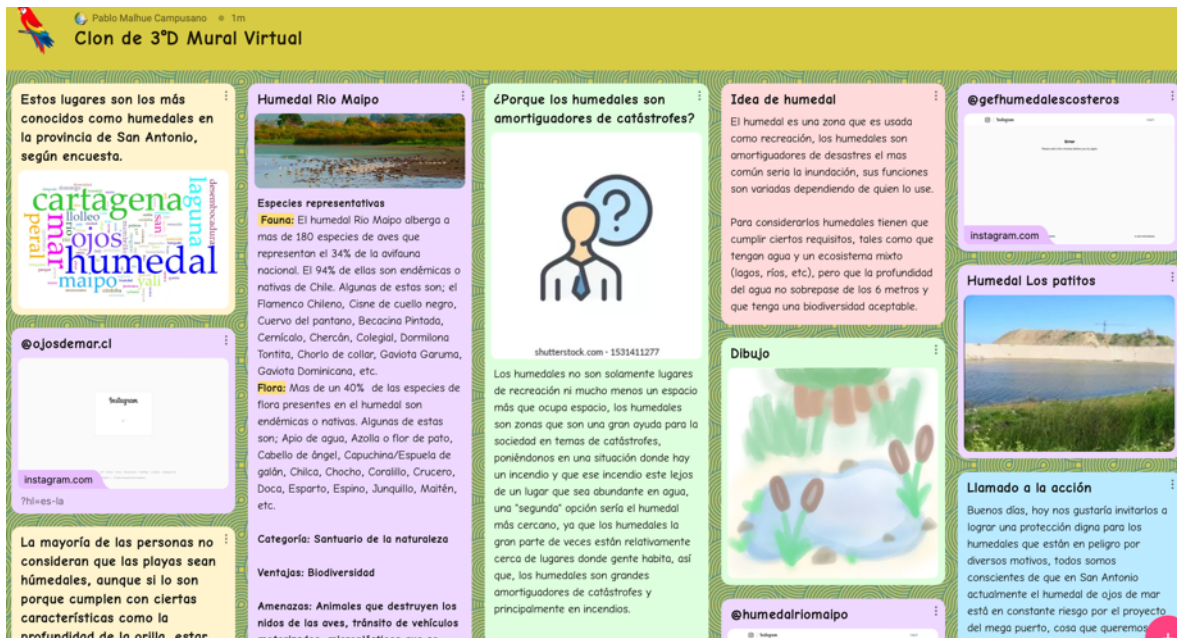 Pablo Malhue Campusano • 1m
Clon de 3°D Mural Virtual
Estos lugares son los más
conocidos como humedales en
la provincia de San Antonio,
según encuesta.
cartagena
laguna
desembocadura
llolleo
rio
san
peral
mar
ojos
humedal
maipo
yali
@ojosdemar.cl
Instagram
instagram.com
?hl=es-la
La mayoría de las personas no
consideran que las playas sean
húmedales, aunque si lo son
porque cumplen con ciertas
características como la
profundidad de la orilla, estar
Humedal Rio Maipo
Especies representativas
Fauna: El humedal Rio Maipo alberga a
mas de 180 especies de aves que
representan el 34% de la avifauna
nacional. El 94% de ellas son endémicas o
nativas de Chile. Algunas de estas son; el
Flamenco Chileno, Cisne de cuello negro,
Cuervo del pantano, Becacina Pintada,
Cernícalo, Chercán, Colegial, Dormilona
Tontita, Chorlo de collar, Gaviota Garuma,
Gaviota Dominicana, etc.
Flora: Mas de un 40% de las especies de
flora presentes en el humedal son
endémicas o nativas. Algunas de estas
son; Apio de agua, Azolla o flor de pato,
Cabello de ángel, Capuchina/Espuela de
galán, Chilca, Chocho, Coralillo, Crucero,
Doca, Esparto, Espino, Junquillo, Maitén,
etc.
Categoría: Santuario de la naturaleza
Ventajas: Biodiversidad
Amenazas: Animales que destruyen los
nidos de las aves, tránsito de vehículos
¿Porque los humedales son
amortiguadores de catástrofes?
shutterstock.com · 1531411277
Los humedales no son solamente lugares
de recreación ni mucho menos un espacio
más que ocupa espacio, los humedales
son zonas que son una gran ayuda para la
sociedad en temas de catástrofes,
poniéndonos en una situación donde hay
un incendio y que ese incendio este lejos
de un lugar que sea abundante en agua,
una "segunda" opción sería el humedal
más cercano, ya que los humedales la
gran parte de veces están relativamente
cerca de lugares donde gente habita, así
que, los humedales son grandes
amortiguadores de catástrofes y
principalmente en incendios.
Idea de humedal
El humedal es una zona que es usada
como recreación, los humedales son
amortiguadores de desastres el mas
común seria la inundación, sus funciones
son variadas dependiendo de quien lo use.
Para considerarlos humedales tienen que
cumplir ciertos requisitos, tales como que
tengan agua y un ecosistema mixto
(lagos, ríos, etc), pero que la profundidad
del agua no sobrepase de los 6 metros y
que tenga una biodiversidad aceptable.
Dibujo
@humedalriomaipo
Instagram
@gefhumedalescosteros
Instagram
Error
instagram.com
Humedal Los patitos
Llamado a la acción
Buenos días, hoy nos gustaría invitarlos a
lograr una protección digna para los
humedales que están en peligro por
diversos motivos, todos somos
conscientes de que en San Antonio
actualmente el humedal de ojos de mar
está en constante riesgo por el proyecto
del mega puerto, cosa que queremos